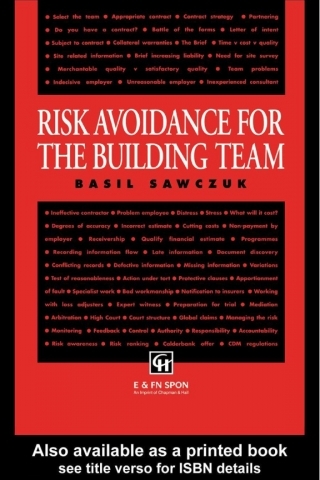 • Select the team • Appropriate contract • Contract strategy • Partnering
• Do you have a contract? • Battle of the forms • Letter of intent
• Subject to contract • Collateral warranties • The Brief • Time v cost v quality
• Site related information • Brief increasing liability • Need for site survey
• Merchantable quality v satisfactory quality • Team problems
• Indecisive employer • Unreasonable employer • Inexperienced consultant
RISK AVOIDANCE FOR
THE BUILDING TEAM
BASIL SAWCZUK
• Ineffective contractor • Problem employee • Distress • Stress • What will it cost?
• Degrees of accuracy • Incorrect estimate • Cutting costs • Non-payment by
employer • Receivership • Qualify financial estimate • Programmes
• Recording information flow • Late information • Document discovery
• Conflicting records • Defective information • Missing information • Variations
• Test of reasonableness • Action under tort • Protective clauses • Apportionment
of fault • Specialist work • Bad workmanship • Notification to insurers • Working
with loss adjusters • Expert witness • Preparation for trial • Mediation
• Arbitration • High Court • Court structure • Global claims • Managing the risk
• Monitoring • Feedback • Control • Authority • Responsibility • Accountability
• Risk awareness • Risk ranking • Calderbank offer • CDM regulations
E & FN SPON
An Imprint of Chapman & Hall
Also available as a printed book
see title verso for ISBN details